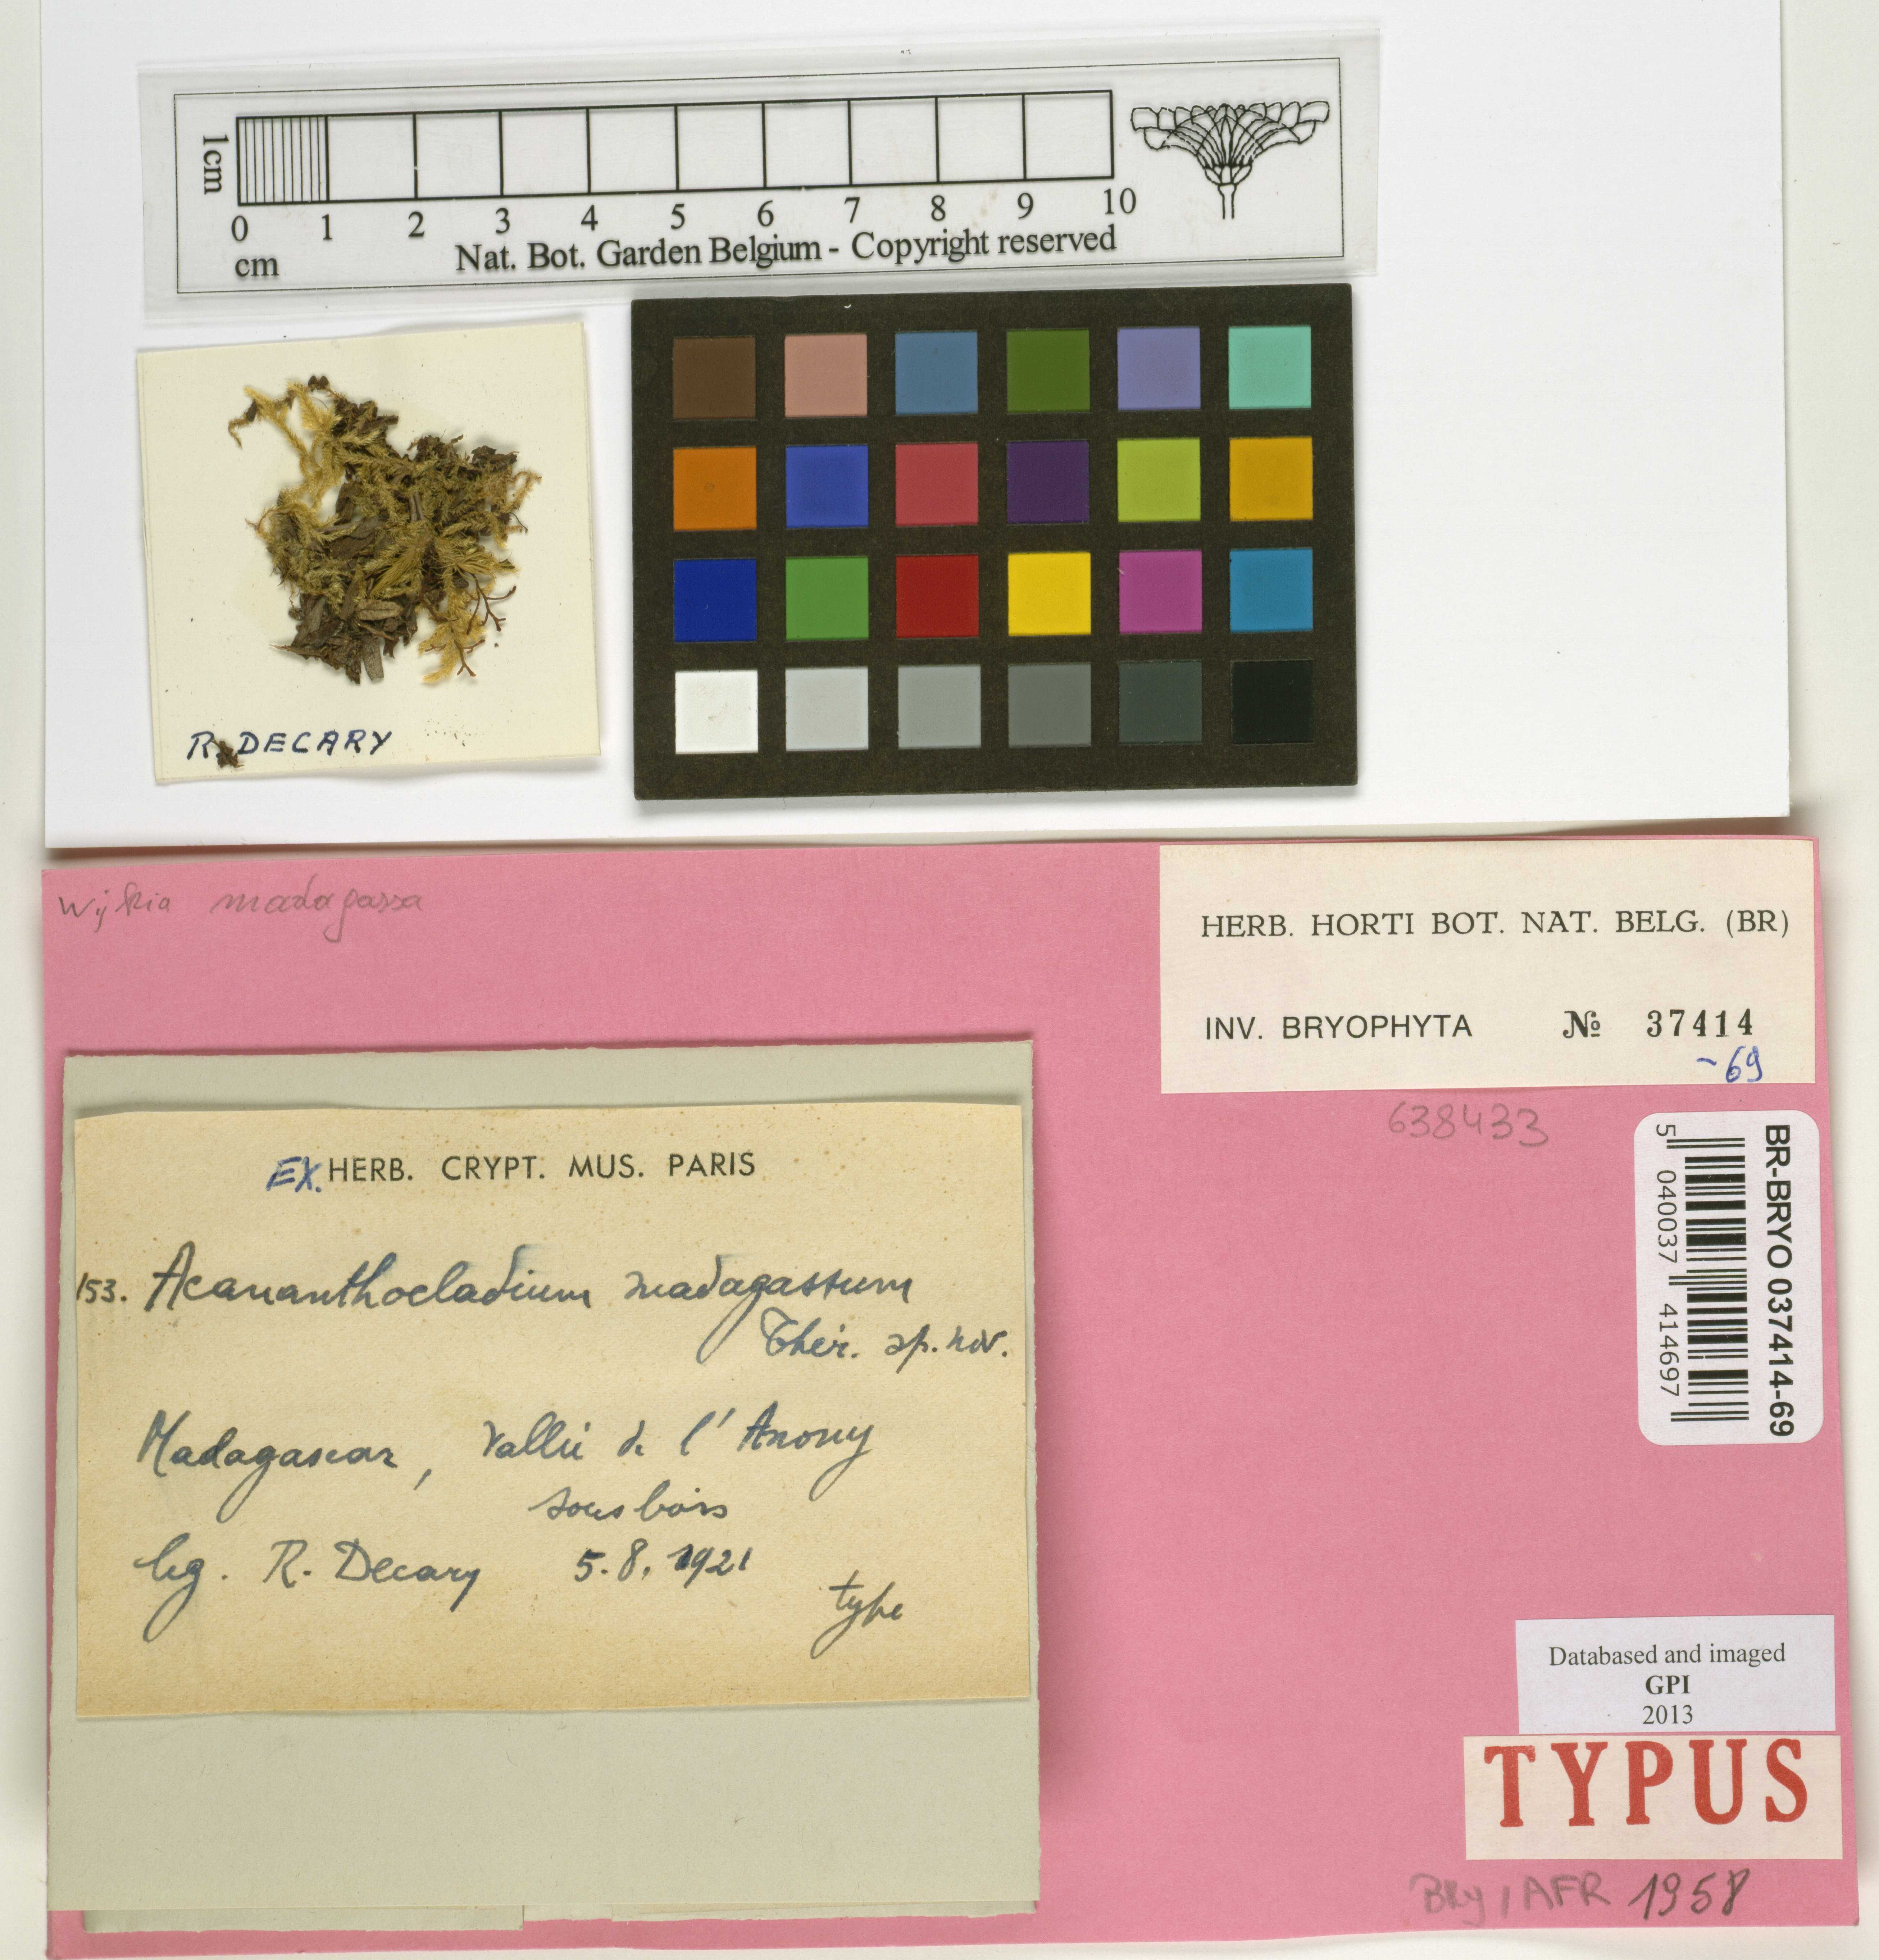 1cm
0 1 2 3 4 5 6 7 8 9 10
cm
Nat. Bot. Garden Belgium - Copyright reserved
R. DECARY
Wijkia madagassa
HERB. HORTI BOT. NAT. BELG. (BR)
INV. BRYOPHYTA № 37414
-69
638433
BR-BRYO 037414-69
5 040037 414697
EX. HERB. CRYPT. MUS. PARIS
153. Acananthocladium madagassum
Ther. sp. nov.
Madagascar, Vallée de l'Anony
sous bois
leg. R. Decary 5.8.1921
type
Databased and imaged
GPI
2013
TYPUS
Bry / AFR 1958